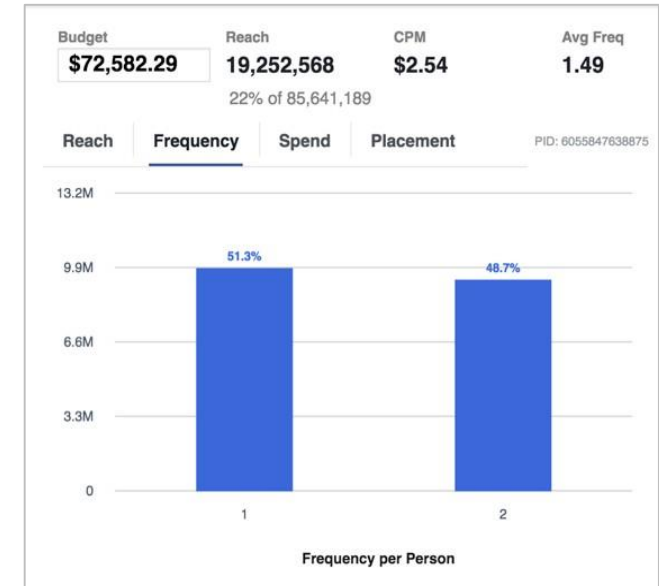 Budget Reach CPM Avg Freq
$72,582.29 19,252,568 $2.54 1.49
22% of 85,641,189
Reach Frequency Spend Placement PID: 6055847638875
13.2M
51.3%
9.9M
48.7%
6.6M
3.3M
0
1 2
Frequency per Person